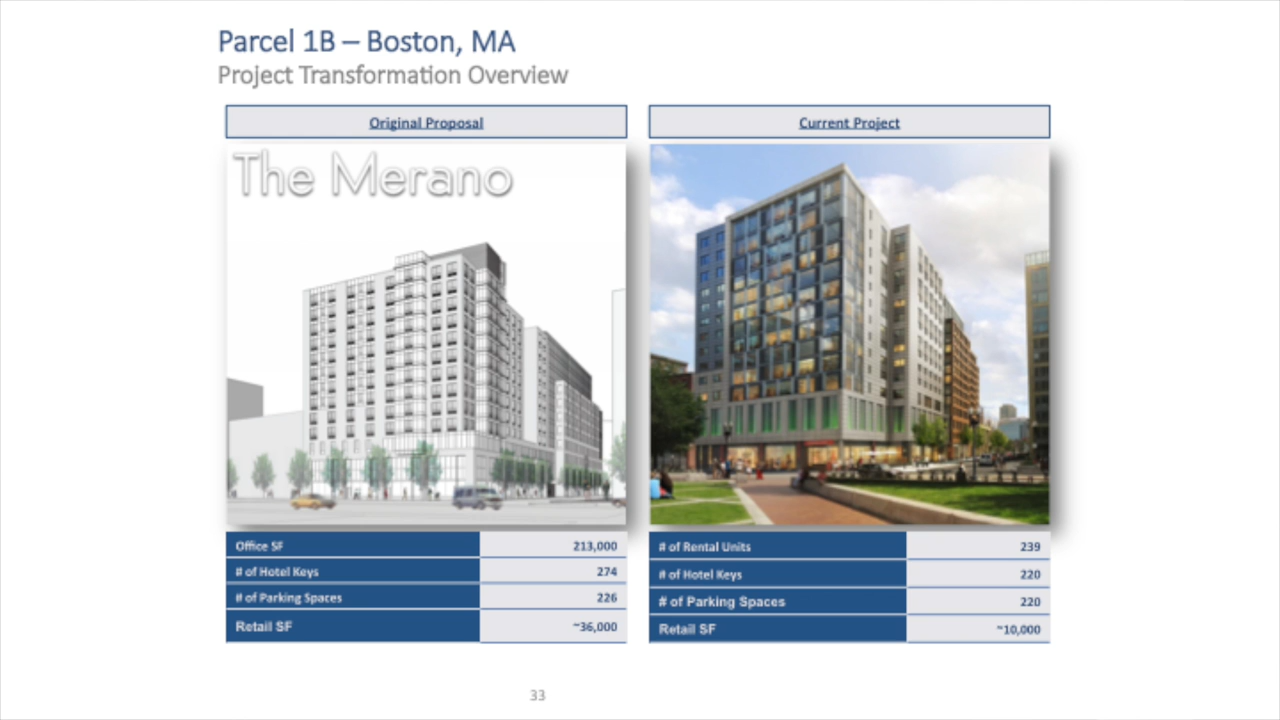 Parcel 1B – Boston, MA
Project Transformation Overview
Original Proposal
The Merano
Office SF 213,000
# of Hotel Keys 274
# of Parking Spaces 226
Retail SF ~36,000
Current Project
# of Rental Units 239
# of Hotel Keys 220
# of Parking Spaces 220
Retail SF ~10,000
33